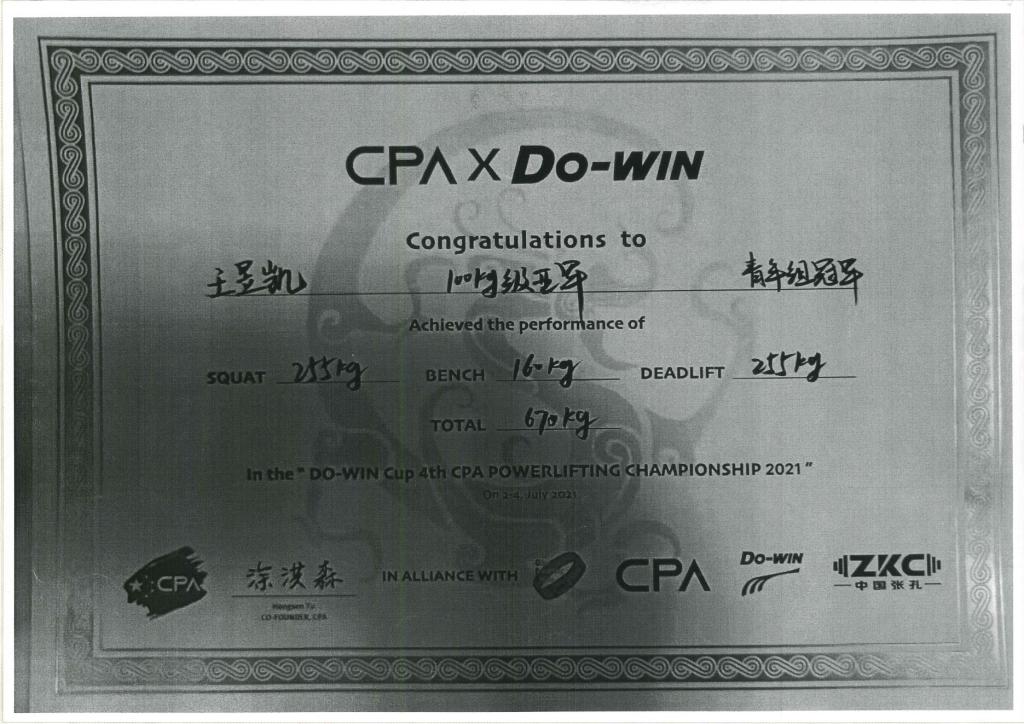 CPA X DO-WIN
Congratulations to
王昱凯 100kg级亚军 青年组冠军
Achieved the performance of
SQUAT 255kg BENCH 160kg DEADLIFT 255kg
TOTAL 670kg
In the " DO-WIN Cup 4th CPA POWERLIFTING CHAMPIONSHIP 2021 "
On 2-4, July 2021
CPA 涂洪森 IN ALLIANCE WITH CPA DO-WIN ZKC
中国张孔
Hongsen Tu
CO-FOUNDER, CPA